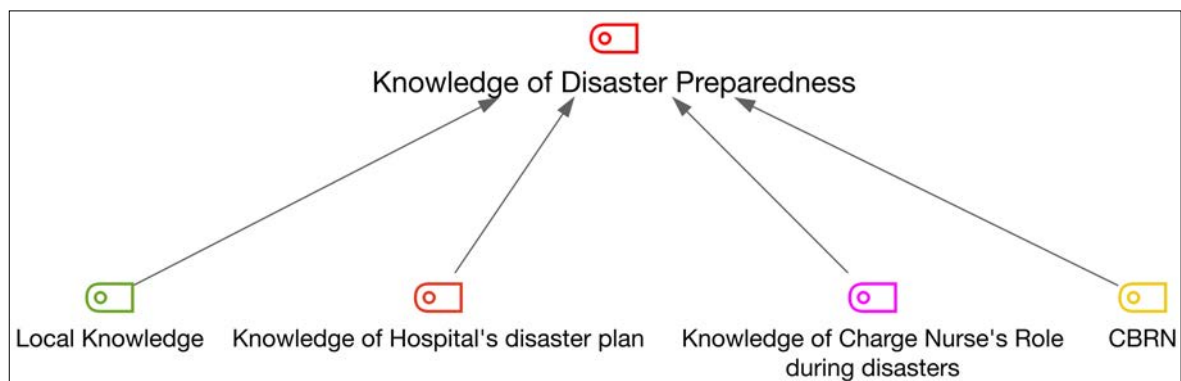 Knowledge of Disaster Preparedness
Local Knowledge
Knowledge of Hospital's disaster plan
Knowledge of Charge Nurse's Role
during disasters
CBRN